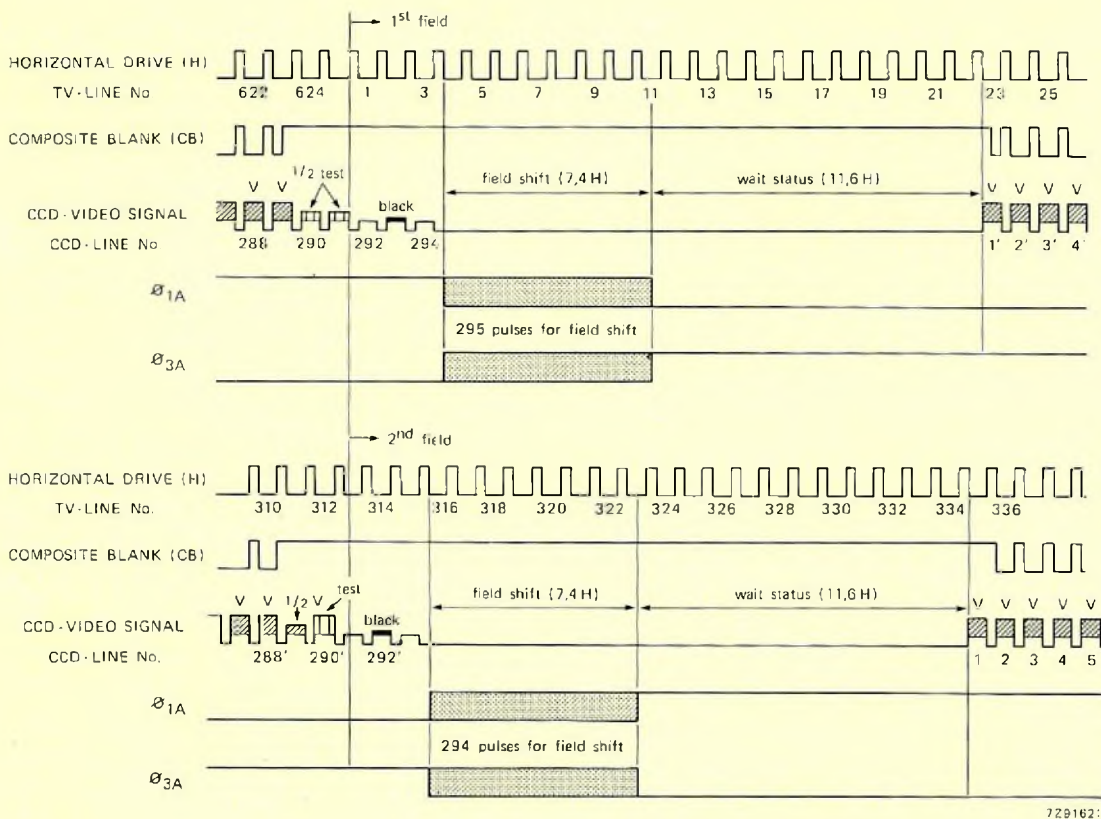 1st field
HORIZONTAL DRIVE (H)
TV-LINE No
622 624 1 3 5 7 9 11 13 15 17 19 21 23 25
COMPOSITE BLANK (CB)
1/2 test
field shift (7,4 H)
wait status (11,6 H)
V V
black
V V V V
CCD-VIDEO SIGNAL
CCD-LINE No
288 290 292 294 1' 2' 3' 4'
Ø1A
295 pulses for field shift
Ø3A
2nd field
HORIZONTAL DRIVE (H)
TV-LINE No.
310 312 314 316 318 320 322 324 326 328 330 332 334 336
COMPOSITE BLANK (CB)
test
field shift (7,4 H)
wait status (11,6 H)
V V 1/2 V
black
V V V V V
CCD-VIDEO SIGNAL
CCD-LINE No.
288' 290' 292' 1 2 3 4 5
Ø1A
294 pulses for field shift
Ø3A